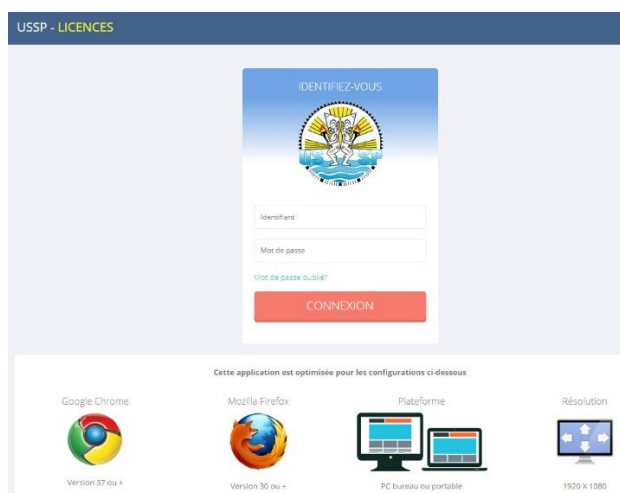 USSP - LICENCES
IDENTIFIEZ-VOUS
USSP
Identifiant
Mot de passe
Mot de passe oublié?
CONNEXION
Cette application est optimisée pour les configurations ci-dessous
Google Chrome
Mozilla Firefox
Plateforme
Résolution
Version 37 ou +
Version 30 ou +
PC bureau ou portable
1920 X 1080